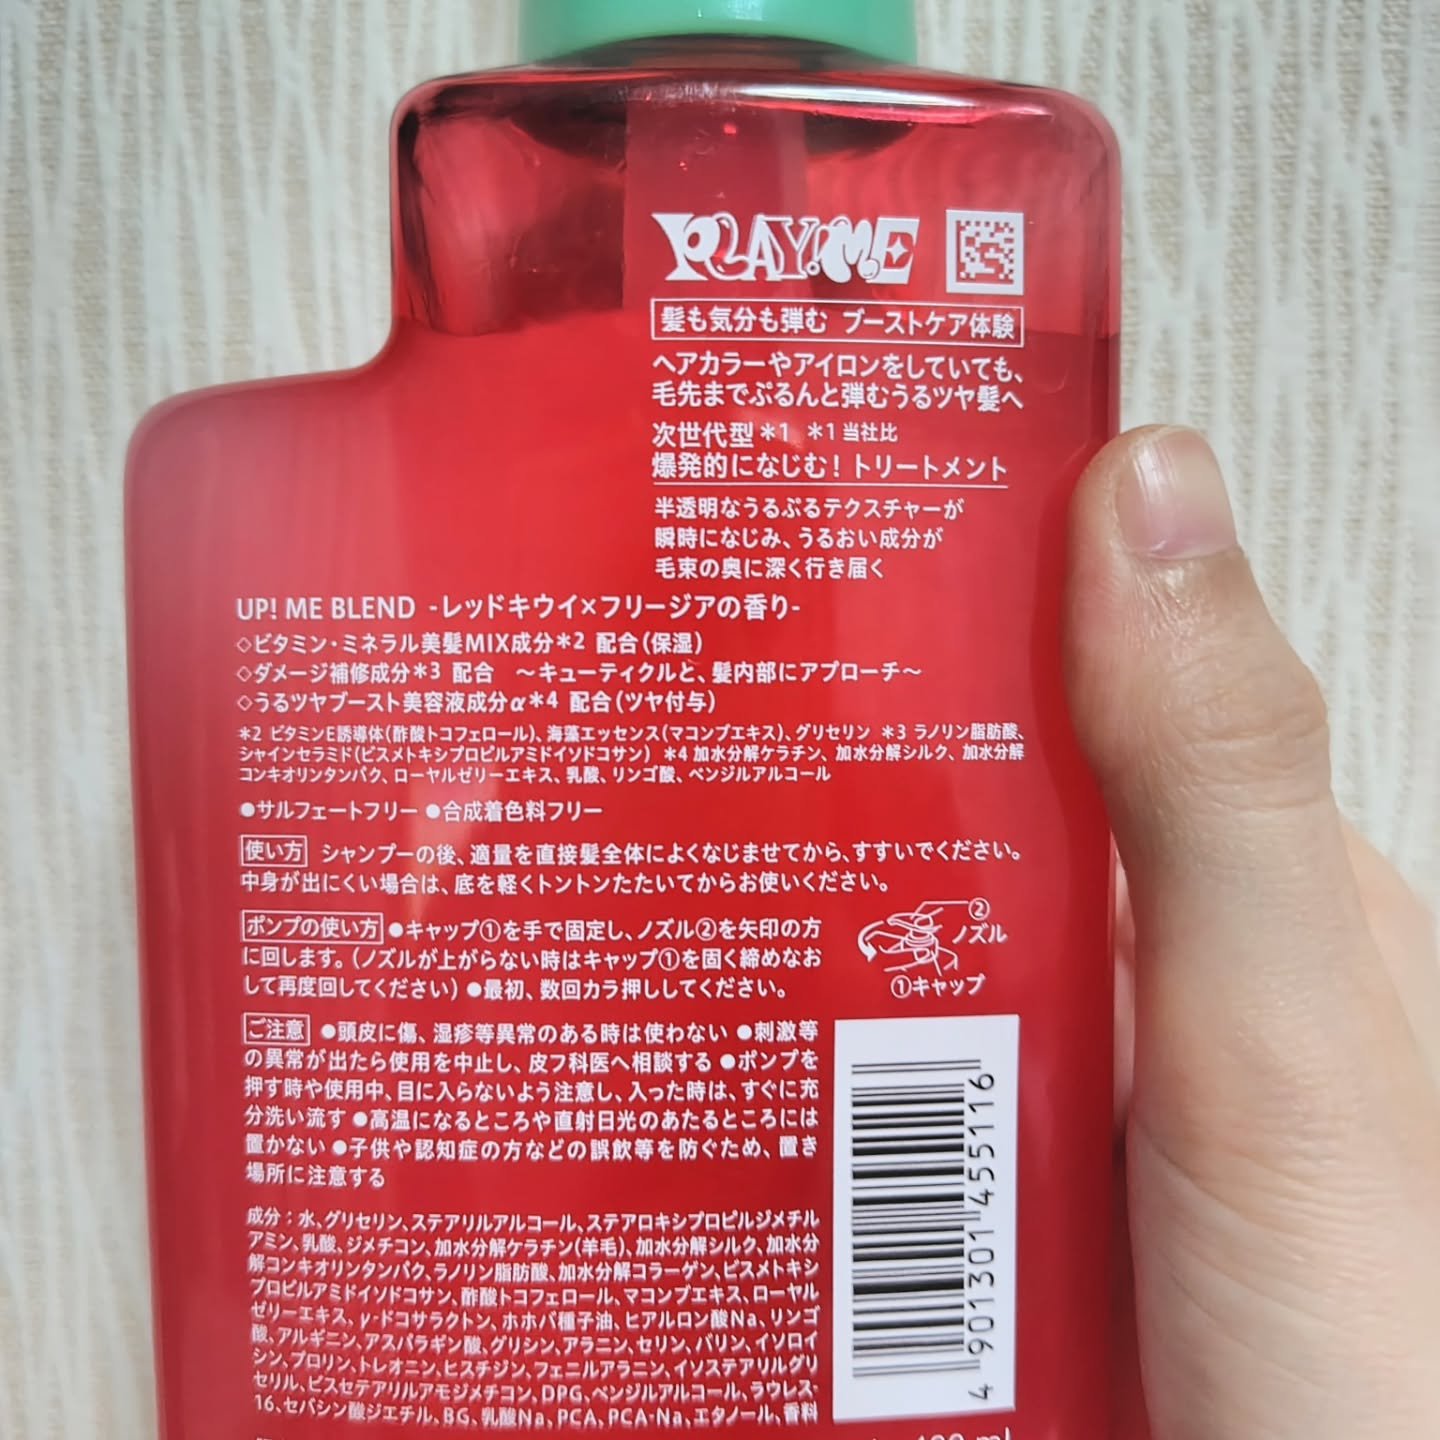 PLAY! ME
髪も気分も弾む ブーストケア体験
ヘアカラーやアイロンをしていても、
毛先までぷるんと弾むうるツヤ髪へ
次世代型＊1 ＊1 当社比
爆発的になじむ！トリートメント
半透明なうるぷるテクスチャーが
瞬時になじみ、うるおい成分が
毛束の奥に深く行き届く
UP! ME BLEND -レッドキウイ×フリージアの香り-
◇ビタミン・ミネラル美髪MIX成分＊2 配合（保湿）
◇ダメージ補修成分＊3 配合 ～キューティクルと、髪内部にアプローチ～
◇うるツヤブースト美容液成分α＊4 配合（ツヤ付与）
＊2 ビタミンE誘導体（酢酸トコフェロール）、海藻エッセンス（マコンブエキス）、グリセリン ＊3 ラノリン脂肪酸、
シャインセラミド（ビスメトキシプロピルアミドイソドコサン） ＊4 加水分解ケラチン、加水分解シルク、加水分解
コンキオリンタンパク、ローヤルゼリーエキス、乳酸、リンゴ酸、ベンジルアルコール
●サルフェートフリー ●合成着色料フリー
使い方 シャンプーの後、適量を直接髪全体によくなじませてから、すすいでください。
中身が出にくい場合は、底を軽くトントンたたいてからお使いください。
ポンプの使い方 ●キャップ①を手で固定し、ノズル②を矢印の方
に回します。（ノズルが上がらない時はキャップ①を固く締めなお
して再度回してください） ●最初、数回カラ押ししてください。
②
ノズル
①キャップ
ご注意 ●頭皮に傷、湿疹等異常のある時は使わない ●刺激等
の異常が出たら使用を中止し、皮フ科医へ相談する ●ポンプを
押す時や使用中、目に入らないよう注意し、入った時は、すぐに充
分洗い流す ●高温になるところや直射日光のあたるところには
置かない ●子供や認知症の方などの誤飲等を防ぐため、置き
場所に注意する
成分：水、グリセリン、ステアリルアルコール、ステアロキシプロピルジメチル
アミン、乳酸、ジメチコン、加水分解ケラチン（羊毛）、加水分解シルク、加水分
解コンキオリンタンパク、ラノリン脂肪酸、加水分解コラーゲン、ビスメトキシ
プロピルアミドイソドコサン、酢酸トコフェロール、マコンブエキス、ローヤル
ゼリーエキス、γ-ドコサラクトン、ホホバ種子油、ヒアルロン酸Na、リンゴ
酸、アルギニン、アスパラギン酸、グリシン、アラニン、セリン、バリン、イソロイ
シン、プロリン、トレオニン、ヒスチジン、フェニルアラニン、イソステアリルグリ
セリル、ビスセテアリルアモジメチコン、DPG、ベンジルアルコール、ラウレス-
16、セバシン酸ジエチル、BG、乳酸Na、PCA、PCA-Na、エタノール、香料
4 901301 455116